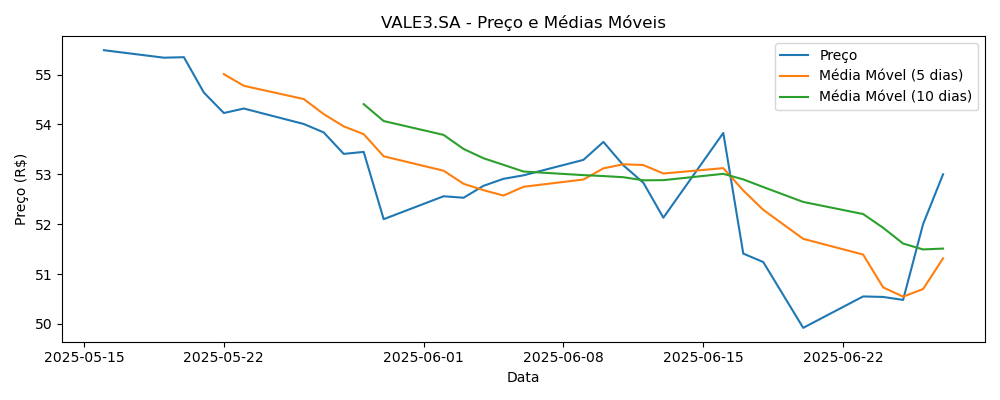 VALE3.SA - Preço e Médias Móveis
Preço
Média Móvel (5 dias)
Média Móvel (10 dias)
Preço (R$)
55
54
53
52
51
50
2025-05-15
2025-05-22
2025-06-01
2025-06-08
2025-06-15
2025-06-22
Data